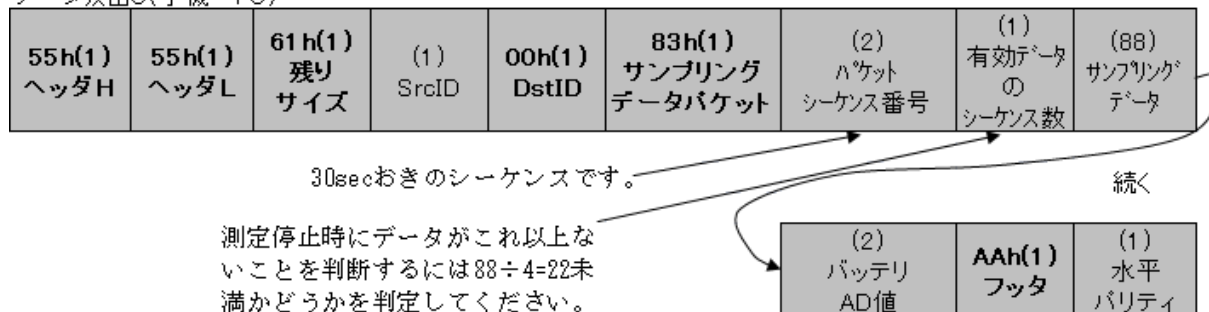 55h(1)
ヘッダH
55h(1)
ヘッダL
61h(1)
残り
サイズ
(1)
SrcID
00h(1)
DstID
83h(1)
サンプリング
データパケット
(2)
ﾊﾟｹｯﾄ
ｼｰｹﾝｽ番号
(1)
有効ﾃﾞｰﾀ
の
ｼｰｹﾝｽ数
(88)
ｻﾝﾌﾟﾘﾝｸﾞ
ﾃﾞｰﾀ
30secおきのシーケンスです。
続く
測定停止時にデータがこれ以上な
いことを判断するには88÷4=22未
満かどうかを判定してください。
(2)
バッテリ
AD値
AAh(1)
フッタ
(1)
水平
パリティ